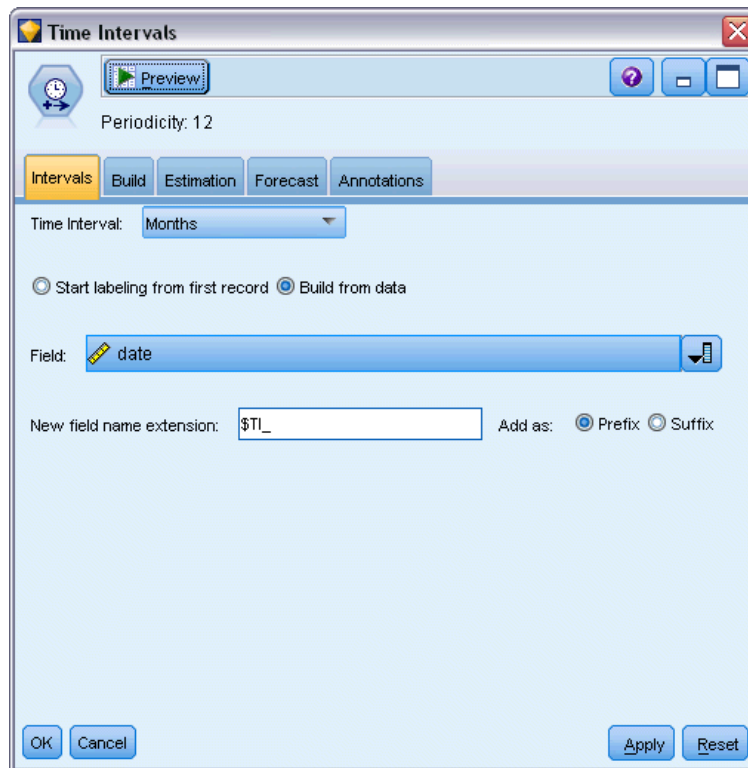 Time Intervals
Preview
Periodicity: 12
Intervals Build Estimation Forecast Annotations
Time Interval: Months
Start labeling from first record Build from data
Field: date
New field name extension: $TI_ Add as: Prefix Suffix
OK Cancel Apply Reset